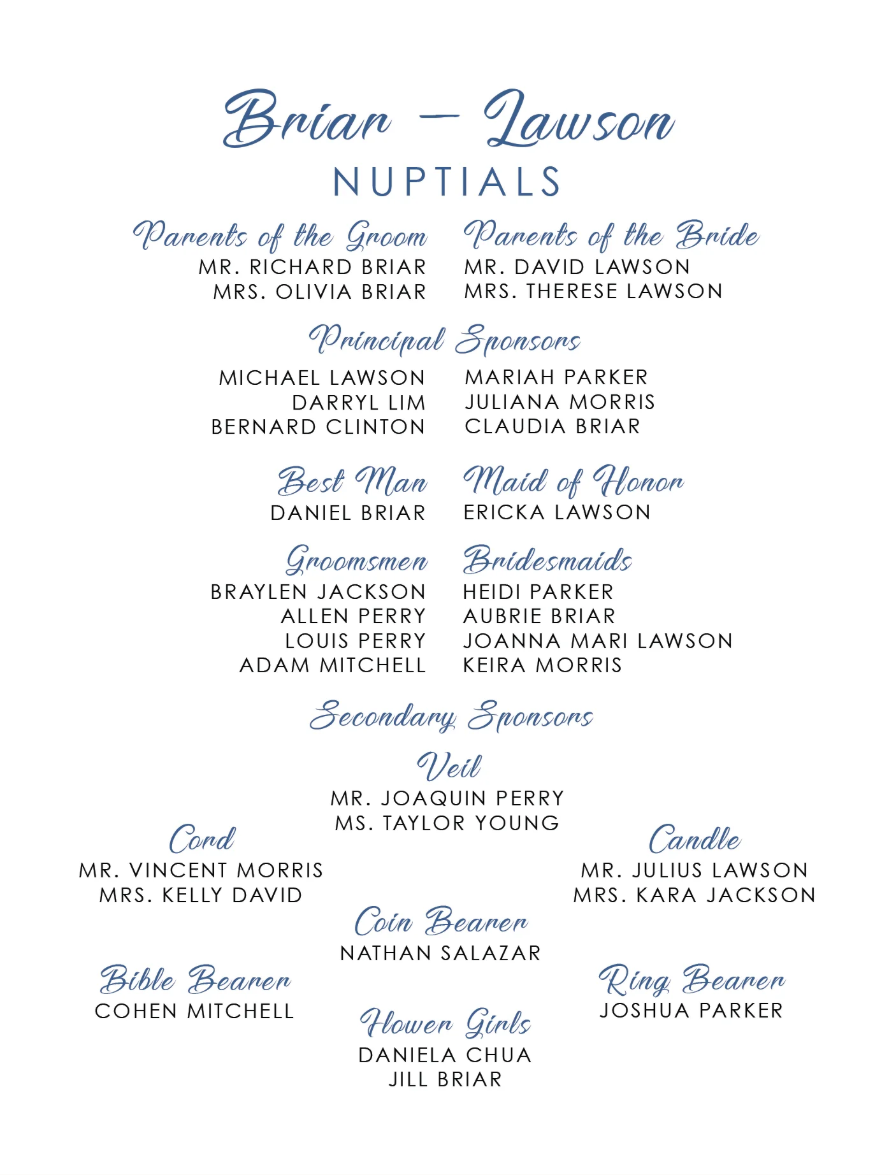 Briar – Lawson
NUPTIALS
Parents of the Groom
MR. RICHARD BRIAR
MRS. OLIVIA BRIAR
Parents of the Bride
MR. DAVID LAWSON
MRS. THERESE LAWSON
Principal Sponsors
MICHAEL LAWSON
DARRYL LIM
BERNARD CLINTON
MARIAH PARKER
JULIANA MORRIS
CLAUDIA BRIAR
Best Man
DANIEL BRIAR
Maid of Honor
ERICKA LAWSON
Groomsmen
BRAYLEN JACKSON
ALLEN PERRY
LOUIS PERRY
ADAM MITCHELL
Bridesmaids
HEIDI PARKER
AUBRIE BRIAR
JOANNA MARI LAWSON
KEIRA MORRIS
Secondary Sponsors
Veil
MR. JOAQUIN PERRY
MS. TAYLOR YOUNG
Cord
MR. VINCENT MORRIS
MRS. KELLY DAVID
Candle
MR. JULIUS LAWSON
MRS. KARA JACKSON
Coin Bearer
NATHAN SALAZAR
Bible Bearer
COHEN MITCHELL
Ring Bearer
JOSHUA PARKER
Flower Girls
DANIELA CHUA
JILL BRIAR